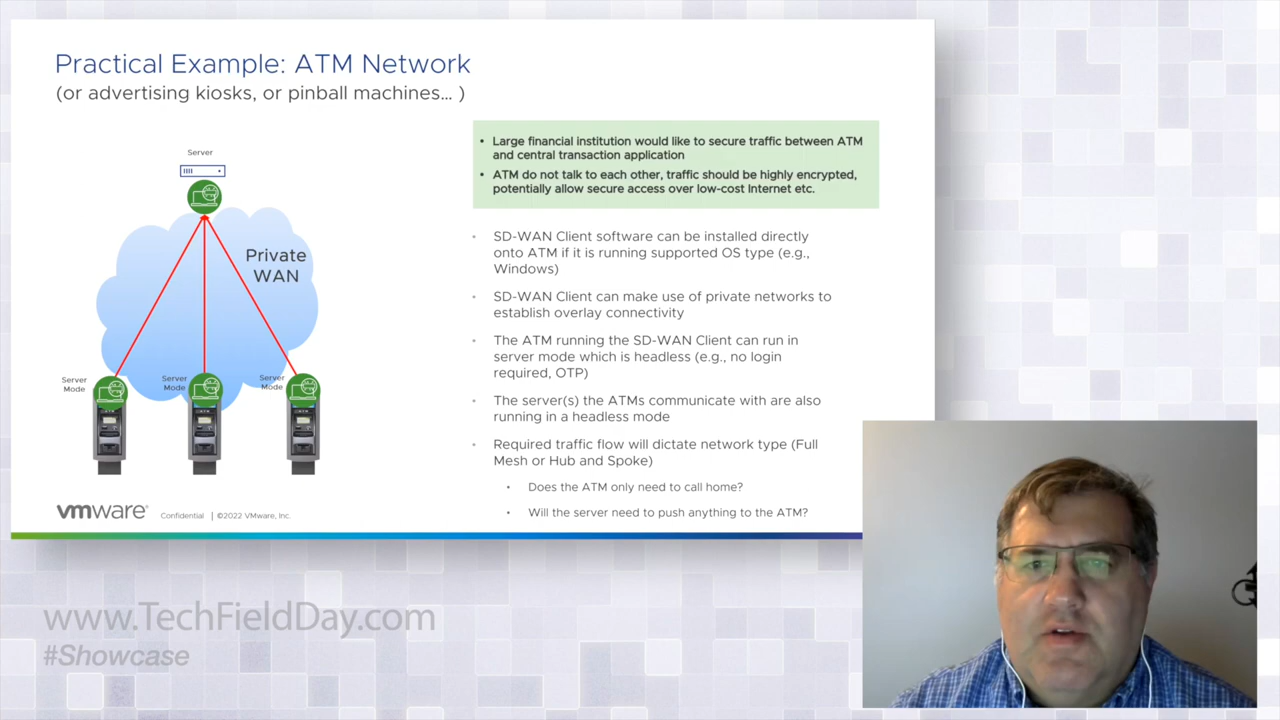 Practical Example: ATM Network
(or advertising kiosks, or pinball machines... )
Server
Private
WAN
Server
Mode
Server
Mode
Server
Mode
• Large financial institution would like to secure traffic between ATM
and central transaction application
• ATM do not talk to each other, traffic should be highly encrypted,
potentially allow secure access over low-cost Internet etc.
• SD-WAN Client software can be installed directly
onto ATM if it is running supported OS type (e.g.,
Windows)
• SD-WAN Client can make use of private networks to
establish overlay connectivity
• The ATM running the SD-WAN Client can run in
server mode which is headless (e.g., no login
required, OTP)
• The server(s) the ATMs communicate with are also
running in a headless mode
• Required traffic flow will dictate network type (Full
Mesh or Hub and Spoke)
• Does the ATM only need to call home?
• Will the server need to push anything to the ATM?
vmware® Confidential | ©2022 VMware, Inc.
www.TechFieldDay.com
#Showcase